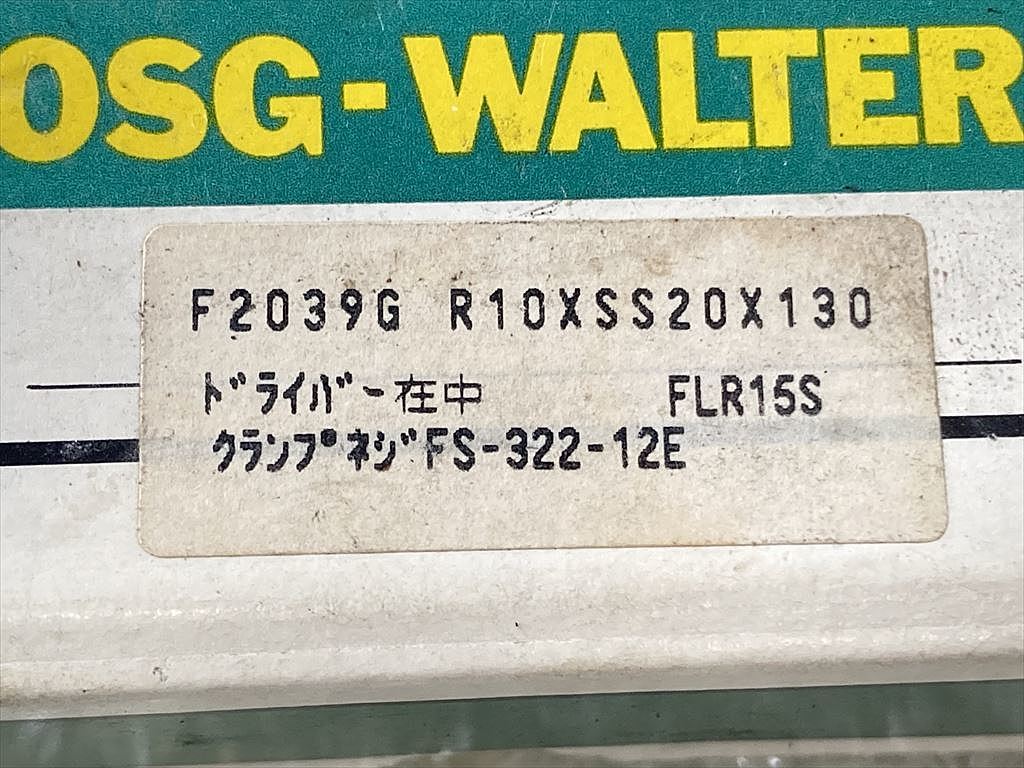 OSG-WALTER
F2039G R10XSS20X130
ﾄﾞﾗｲﾊﾞｰ在中 FLR15S
ｸﾗﾝﾌﾟﾈｼﾞFS-322-12E